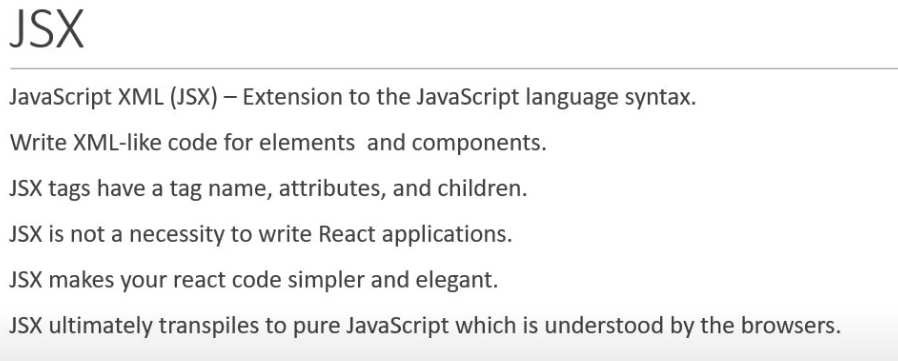 JSX
JavaScript XML (JSX) – Extension to the JavaScript language syntax.
Write XML-like code for elements  and components.
JSX tags have a tag name, attributes, and children.
JSX is not a necessity to write React applications.
JSX makes your react code simpler and elegant.
JSX ultimately transpiles to pure JavaScript which is understood by the browsers.